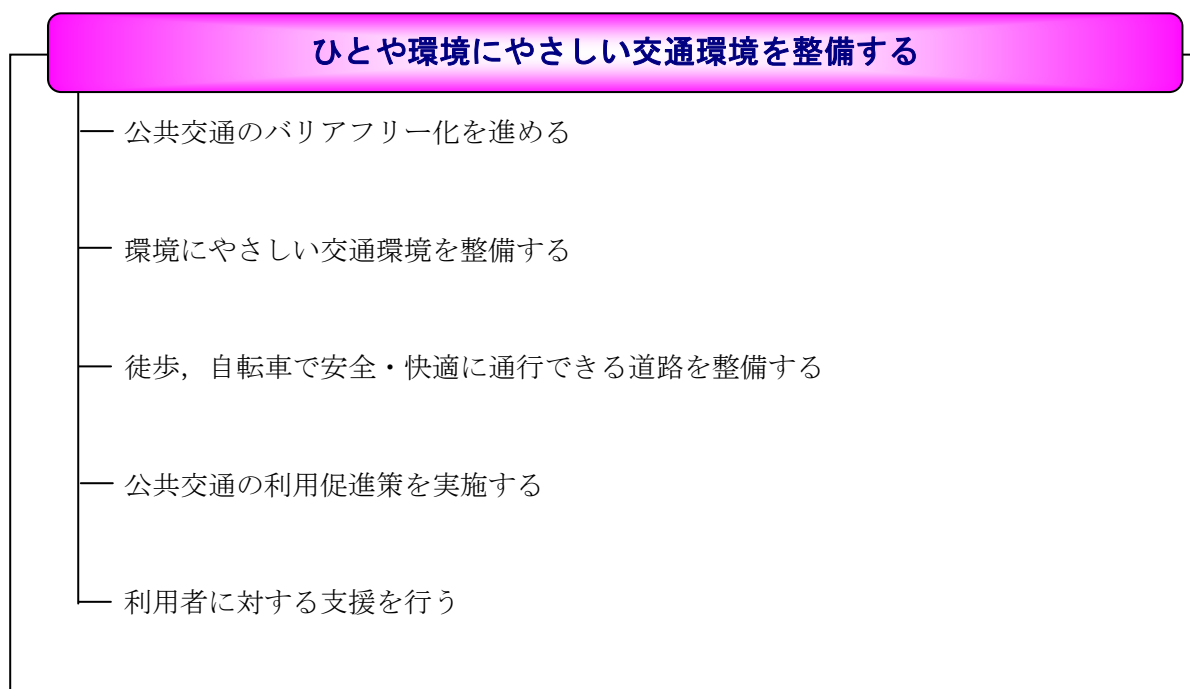 ひとや環境にやさしい交通環境を整備する
公共交通のバリアフリー化を進める
環境にやさしい交通環境を整備する
徒歩，自転車で安全・快適に通行できる道路を整備する
公共交通の利用促進策を実施する
利用者に対する支援を行う